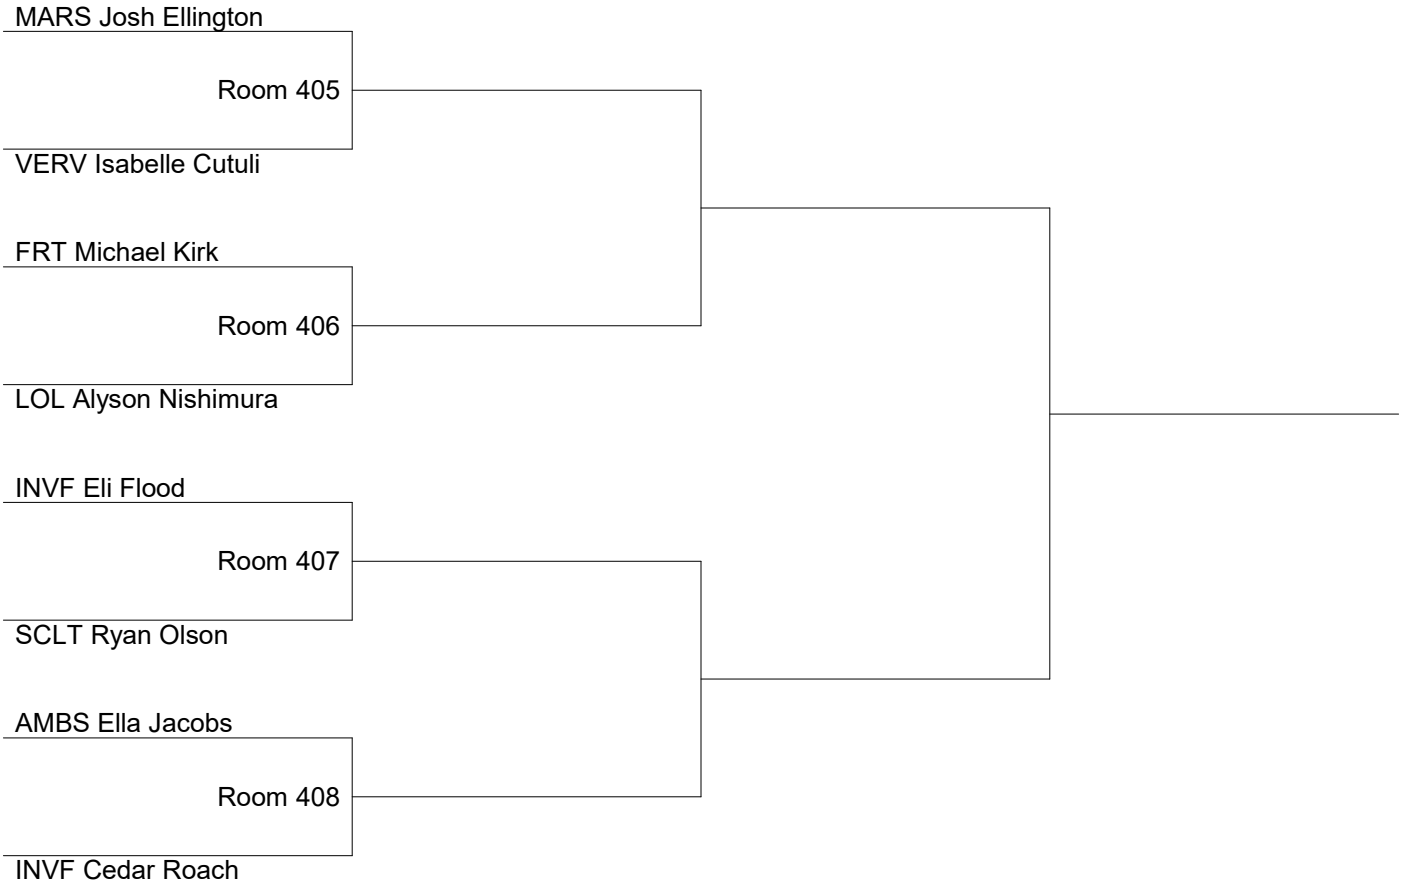 MARS Josh Ellington
Room 405
VERV Isabelle Cutuli
FRT Michael Kirk
Room 406
LOL Alyson Nishimura
INVF Eli Flood
Room 407
SCLT Ryan Olson
AMBS Ella Jacobs
Room 408
INVF Cedar Roach